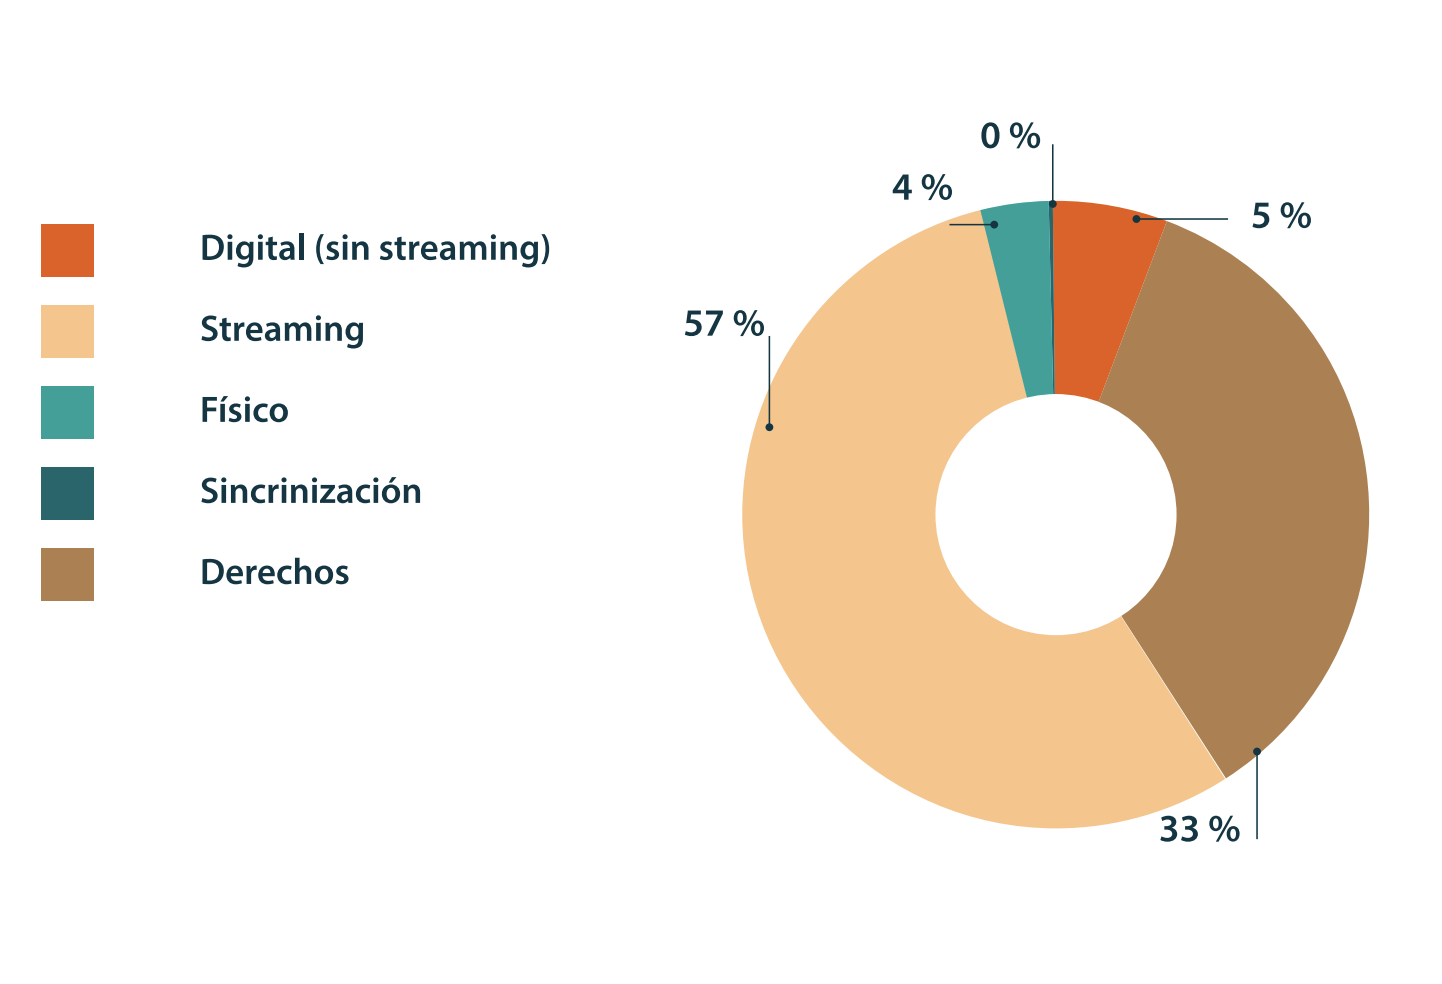 Digital (sin streaming)
Streaming
Físico
Sincrinización
Derechos
0 %
4 %
5 %
57 %
33 %